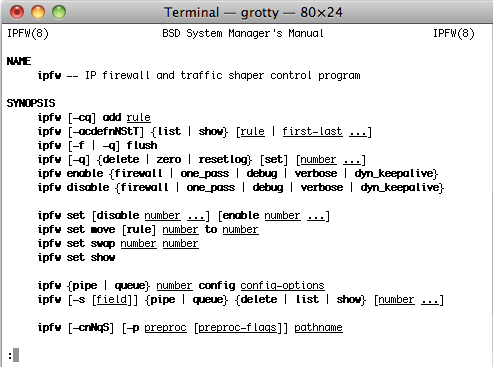 Terminal — grotty — 80×24
IPFW(8) BSD System Manager's Manual IPFW(8)
NAME
ipfw -- IP firewall and traffic shaper control program
SYNOPSIS
ipfw [-cq] add rule
ipfw [-acdefnNStT] {list | show} [rule | first-last ...]
ipfw [-f | -q] flush
ipfw [-q] {delete | zero | resetlog} [set] [number ...]
ipfw enable {firewall | one_pass | debug | verbose | dyn_keepalive}
ipfw disable {firewall | one_pass | debug | verbose | dyn_keepalive}
ipfw set [disable number ...] [enable number ...]
ipfw set move [rule] number to number
ipfw set swap number number
ipfw set show
ipfw {pipe | queue} number config config-options
ipfw [-s [field]] {pipe | queue} {delete | list | show} [number ...]
ipfw [-cnNqS] [-p preproc [preproc-flags]] pathname
: